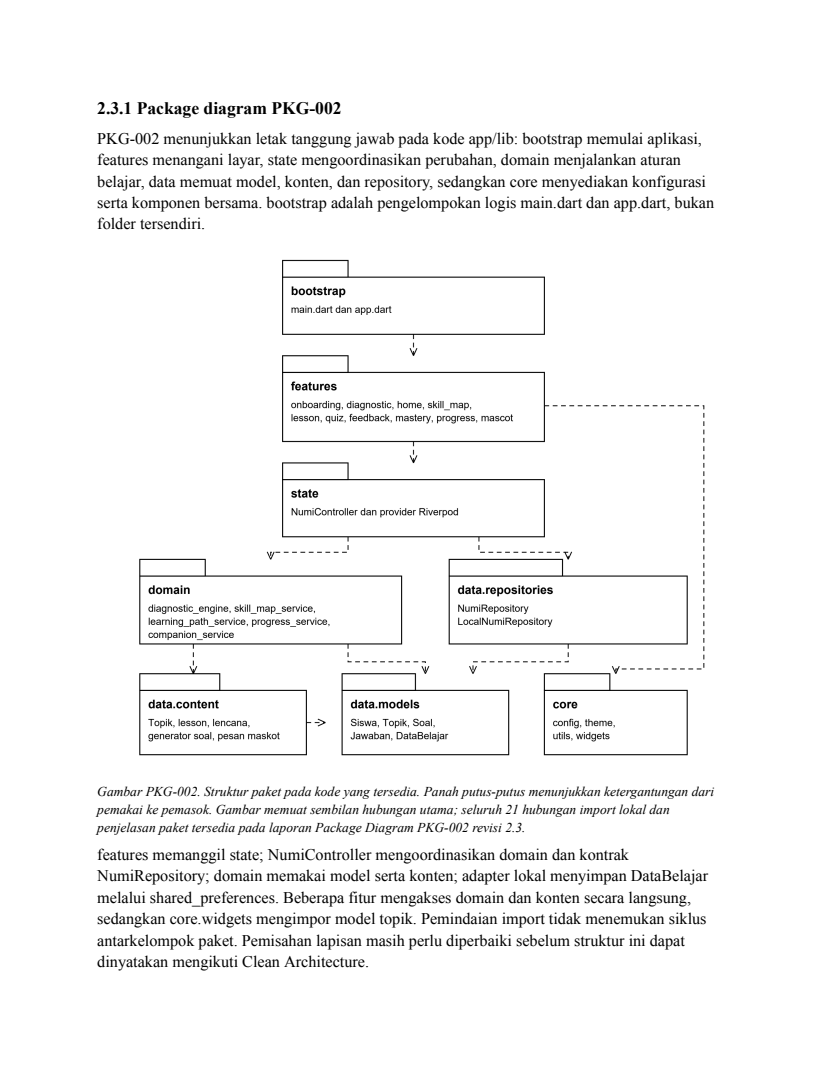 2.3.1 Package diagram PKG-002
PKG-002 menunjukkan letak tanggung jawab pada kode app/lib: bootstrap memulai aplikasi,
features menangani layar, state mengoordinasikan perubahan, domain menjalankan aturan
belajar, data memuat model, konten, dan repository, sedangkan core menyediakan konfigurasi
serta komponen bersama. bootstrap adalah pengelompokan logis main.dart dan app.dart, bukan
folder tersendiri.
bootstrap
main.dart dan app.dart
features
onboarding, diagnostic, home, skill_map,
lesson, quiz, feedback, mastery, progress, mascot
state
NumiController dan provider Riverpod
domain
diagnostic_engine, skill_map_service,
learning_path_service, progress_service,
companion_service
data.repositories
NumiRepository
LocalNumiRepository
data.content
Topik, lesson, lencana,
generator soal, pesan maskot
data.models
Siswa, Topik, Soal,
Jawaban, DataBelajar
core
config, theme,
utils, widgets
Gambar PKG-002. Struktur paket pada kode yang tersedia. Panah putus-putus menunjukkan ketergantungan dari
pemakai ke pemasok. Gambar memuat sembilan hubungan utama; seluruh 21 hubungan import lokal dan
penjelasan paket tersedia pada laporan Package Diagram PKG-002 revisi 2.3.
features memanggil state; NumiController mengoordinasikan domain dan kontrak
NumiRepository; domain memakai model serta konten; adapter lokal menyimpan DataBelajar
melalui shared_preferences. Beberapa fitur mengakses domain dan konten secara langsung,
sedangkan core.widgets mengimpor model topik. Pemindaian import tidak menemukan siklus
antarkelompok paket. Pemisahan lapisan masih perlu diperbaiki sebelum struktur ini dapat
dinyatakan mengikuti Clean Architecture.